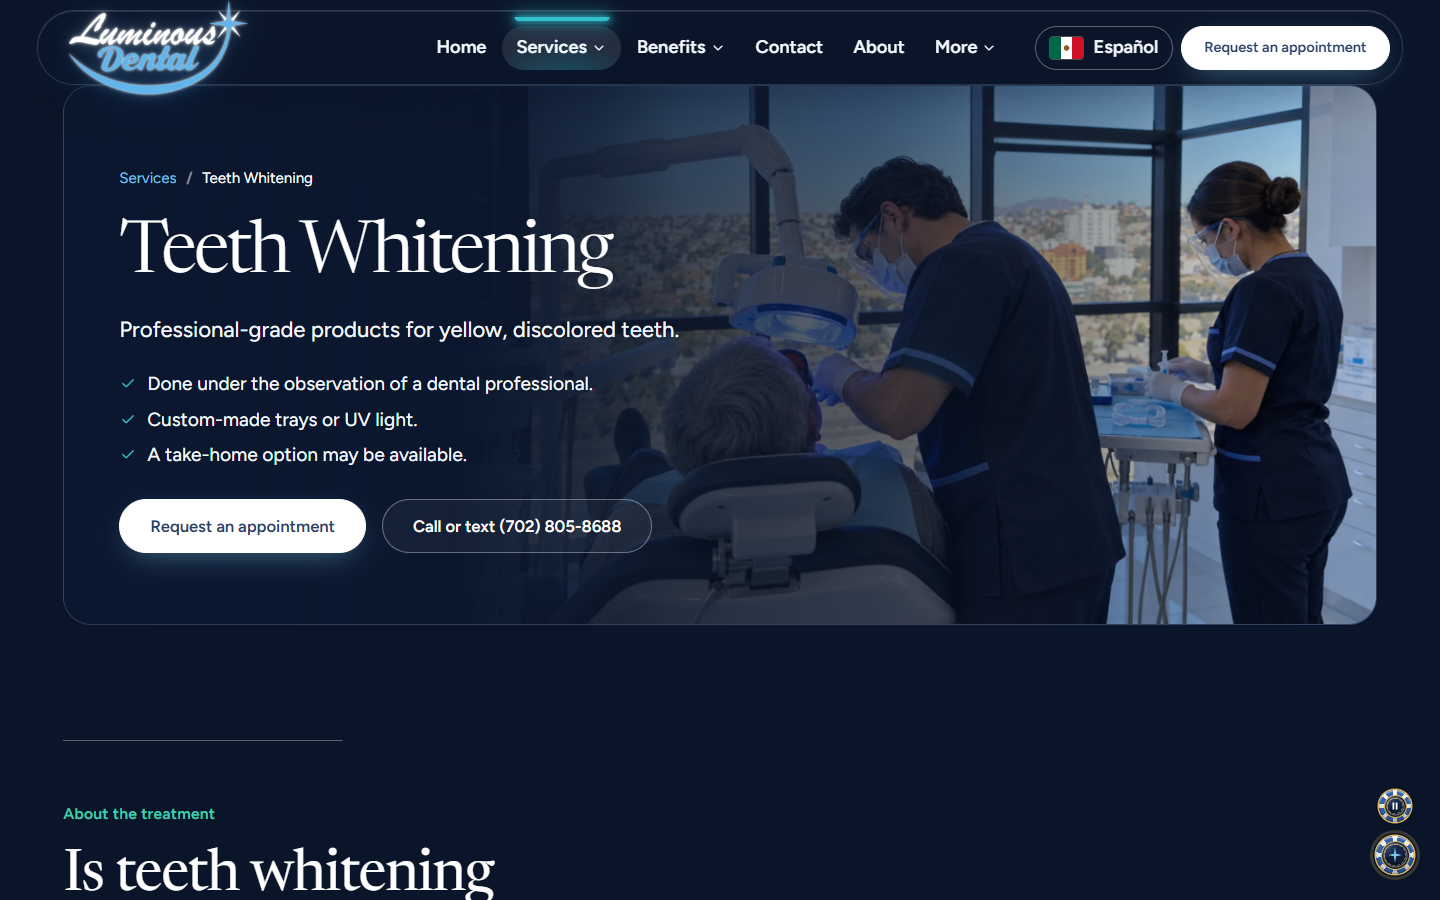 Luminous
Dental
Home
Services
Benefits
Contact
About
More
Español
Request an appointment
Services / Teeth Whitening
Teeth Whitening
Professional-grade products for yellow, discolored teeth.
Done under the observation of a dental professional.
Custom-made trays or UV light.
A take-home option may be available.
Request an appointment
Call or text (702) 805-8688
About the treatment
Is teeth whitening